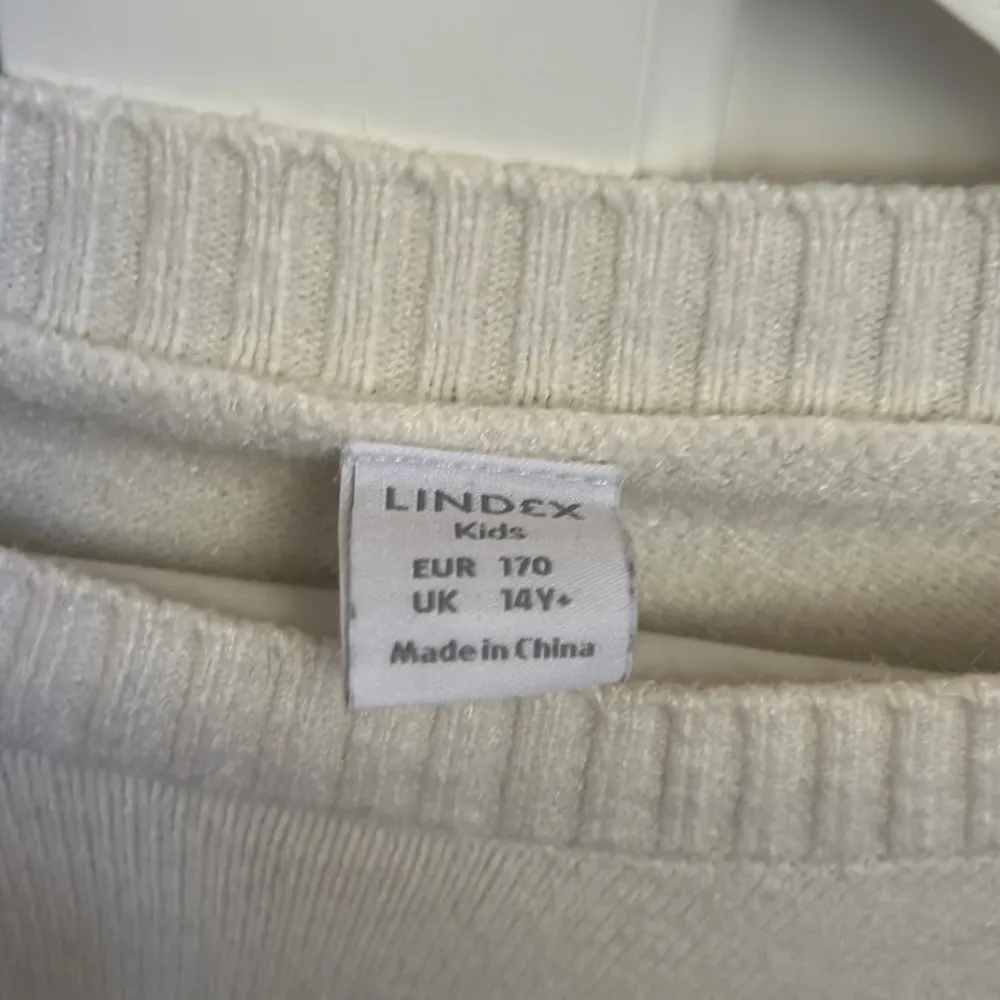 LINDEX
Kids
EUR 170
UK 14Y+
Made in China